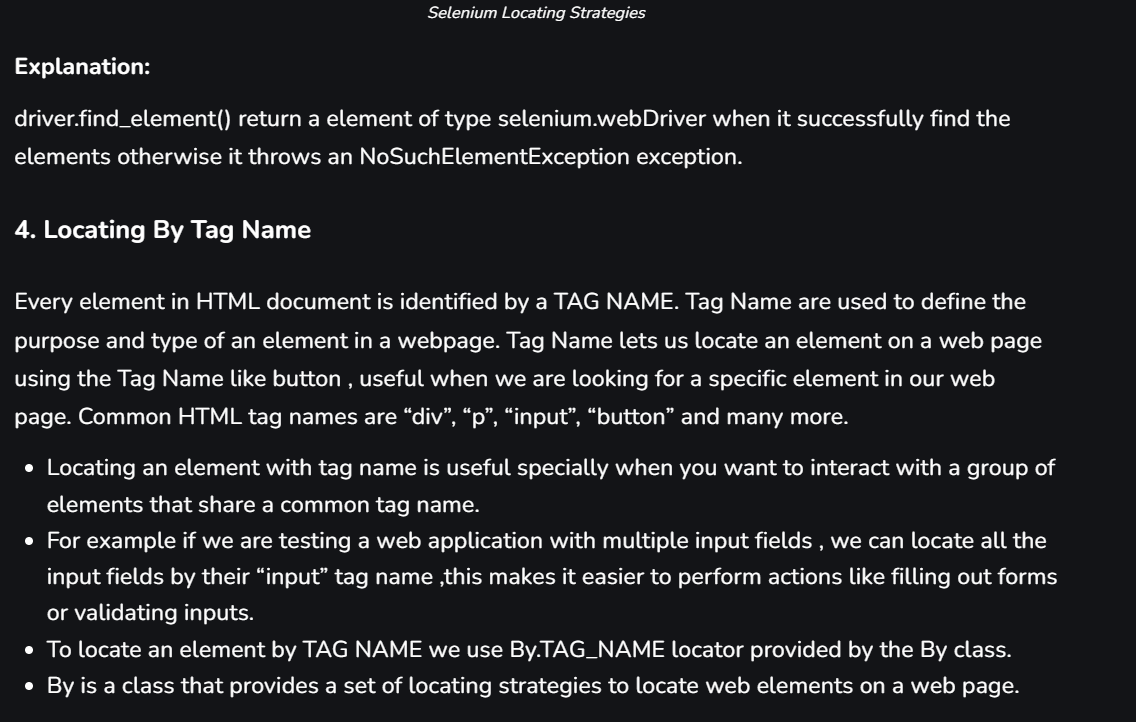 Selenium Locating Strategies
Explanation:
driver.find_element() return a element of type selenium.webDriver when it successfully find the
elements otherwise it throws an NoSuchElementException exception.
4. Locating By Tag Name
Every element in HTML document is identified by a TAG NAME. Tag Name are used to define the
purpose and type of an element in a webpage. Tag Name lets us locate an element on a web page
using the Tag Name like button , useful when we are looking for a specific element in our web
page. Common HTML tag names are “div”, “p”, “input”, “button” and many more.
• Locating an element with tag name is useful specially when you want to interact with a group of
elements that share a common tag name.
• For example if we are testing a web application with multiple input fields , we can locate all the
input fields by their “input” tag name ,this makes it easier to perform actions like filling out forms
or validating inputs.
• To locate an element by TAG NAME we use By.TAG_NAME locator provided by the By class.
• By is a class that provides a set of locating strategies to locate web elements on a web page.